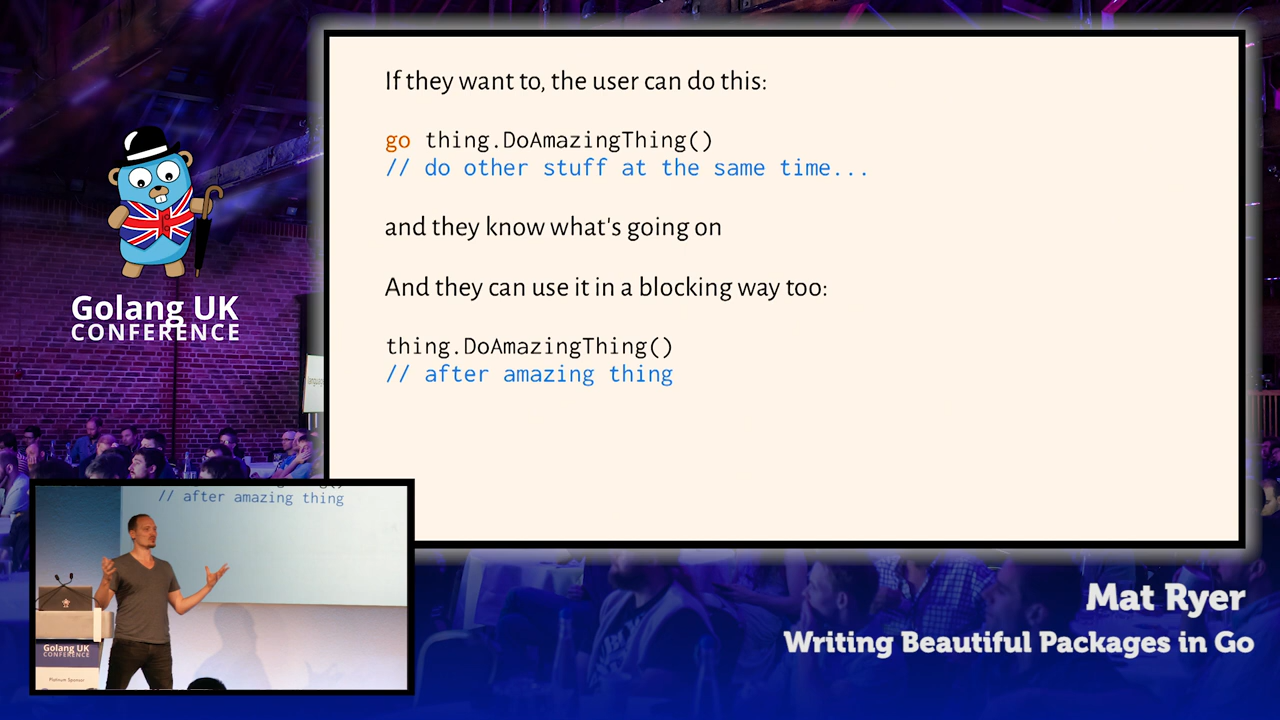 If they want to, the user can do this:
go thing.DoAmazingThing()
// do other stuff at the same time...
and they know what's going on
And they can use it in a blocking way too:
thing.DoAmazingThing()
// after amazing thing
Golang UK
CONFERENCE
// after amazing thing
Golang UK
CONFERENCE
Platinum Sponsor
Mat Ryer
Writing Beautiful Packages in Go